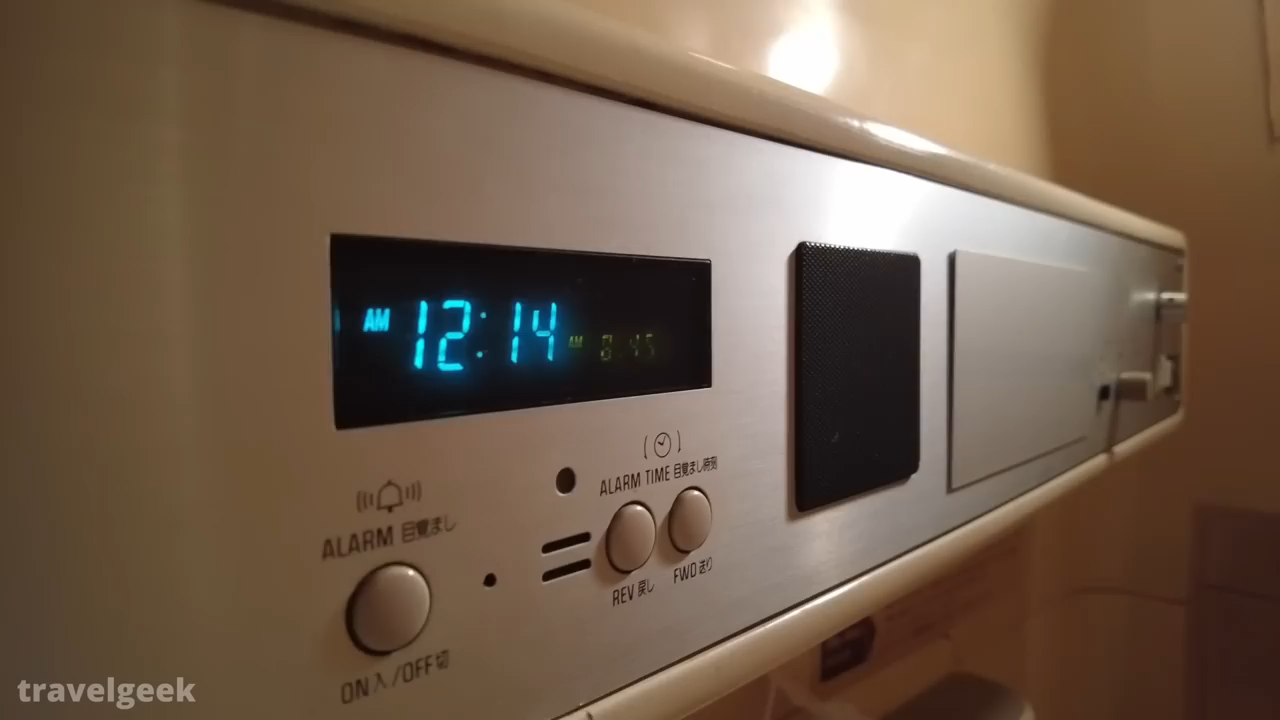 AM 12:14 AM 8:45
ALARM 目覚まし
ON 入/OFF 切
ALARM TIME 目覚まし時刻
REV 戻し
FWD 送り
travelgeek